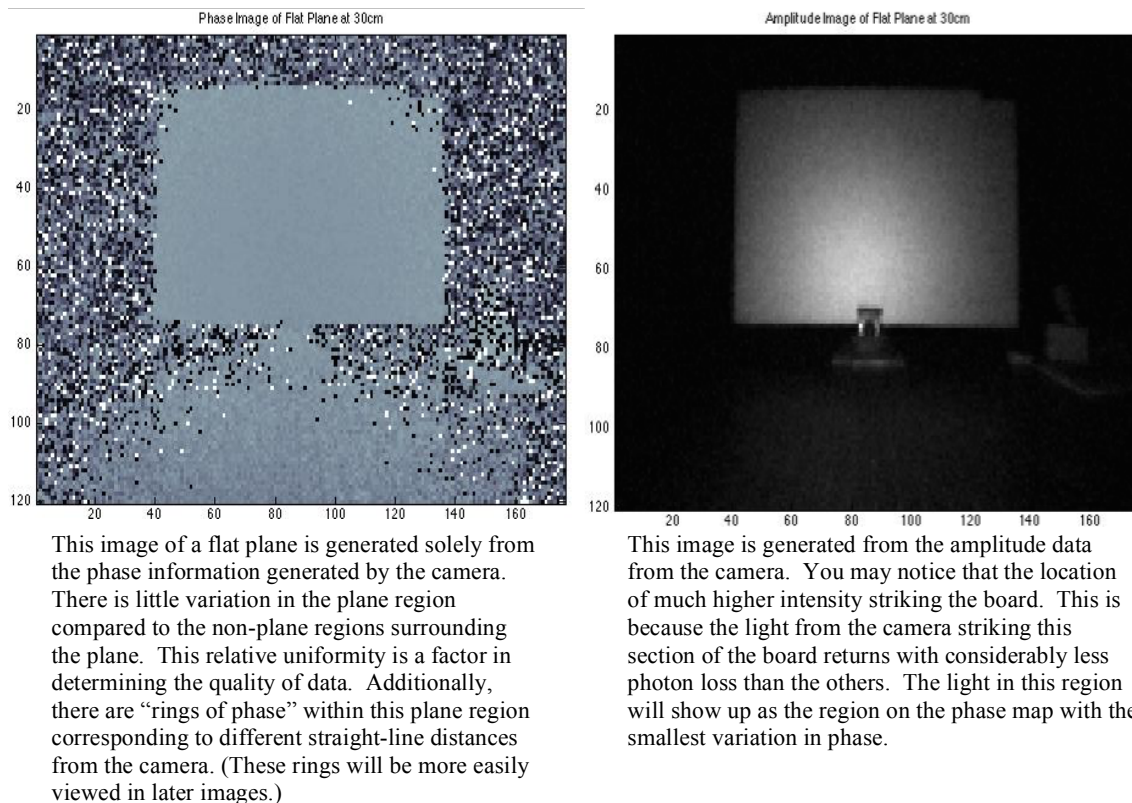 Phase Image of Flat Plane at 30cm
20
40
60
80
100
120
20 40 60 80 100 120 140 160
This image of a flat plane is generated solely from
the phase information generated by the camera.
There is little variation in the plane region
compared to the non-plane regions surrounding
the plane.  This relative uniformity is a factor in
determining the quality of data.  Additionally,
there are “rings of phase” within this plane region
corresponding to different straight-line distances
from the camera. (These rings will be more easily
viewed in later images.)
Amplitude Image of Flat Plane at 30cm
20
40
60
80
100
120
20 40 60 80 100 120 140 160
This image is generated from the amplitude data
from the camera.  You may notice that the location
of much higher intensity striking the board.  This is
because the light from the camera striking this
section of the board returns with considerably less
photon loss than the others.  The light in this region
will show up as the region on the phase map with the
smallest variation in phase.